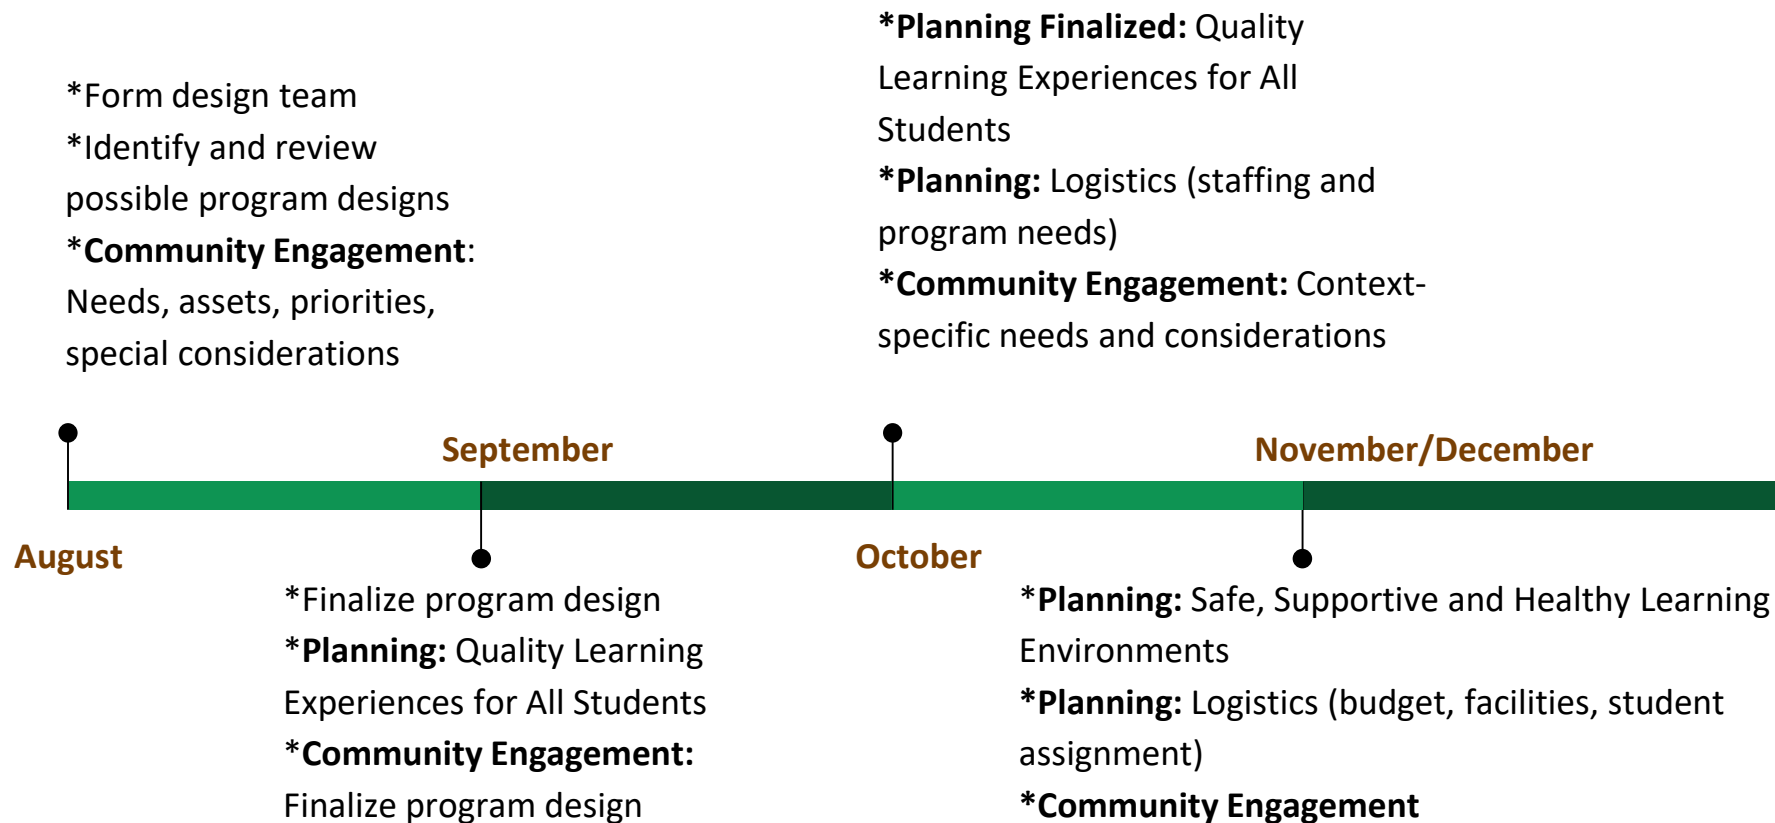 *Form design team
*Identify and review
possible program designs
*Community Engagement:
Needs, assets, priorities,
special considerations
*Planning Finalized: Quality
Learning Experiences for All
Students
*Planning: Logistics (staffing and
program needs)
*Community Engagement: Context-
specific needs and considerations
September
November/December
August
October
*Finalize program design
*Planning: Quality Learning
Experiences for All Students
*Community Engagement:
Finalize program design
*Planning: Safe, Supportive and Healthy Learning
Environments
*Planning: Logistics (budget, facilities, student
assignment)
*Community Engagement